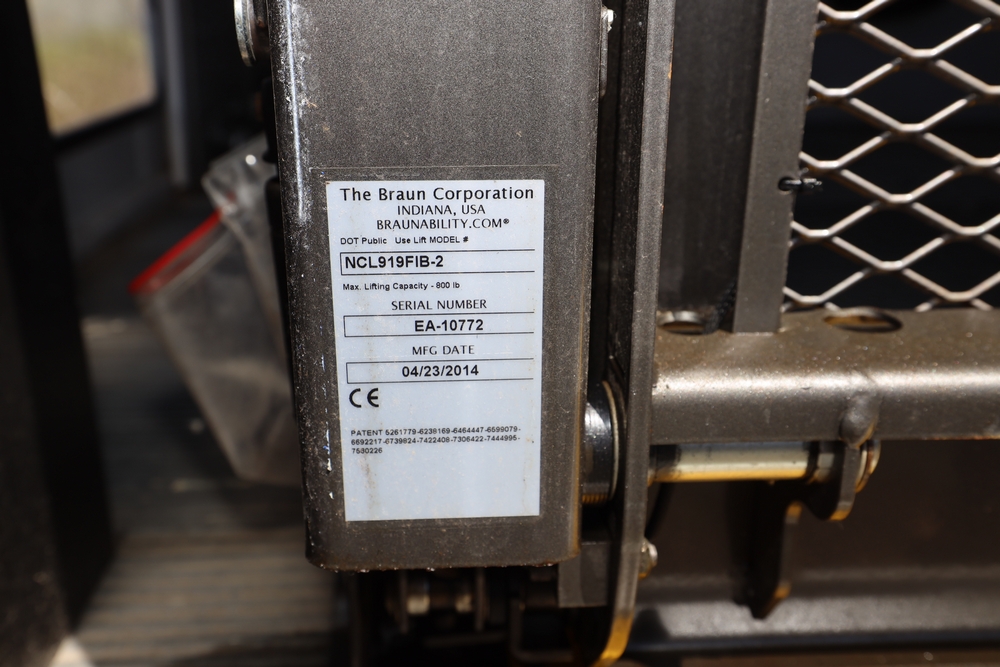 The Braun Corporation
INDIANA, USA
BRAUNABILITY.COM®
DOT Public Use Lift MODEL #
NCL919FIB-2
Max. Lifting Capacity - 800 lb
SERIAL NUMBER
EA-10772
MFG DATE
04/23/2014
CE
PATENT 5261779-6238169-6464447-6599079-
6692217-6739824-7422408-7306422-7444995-
7530226